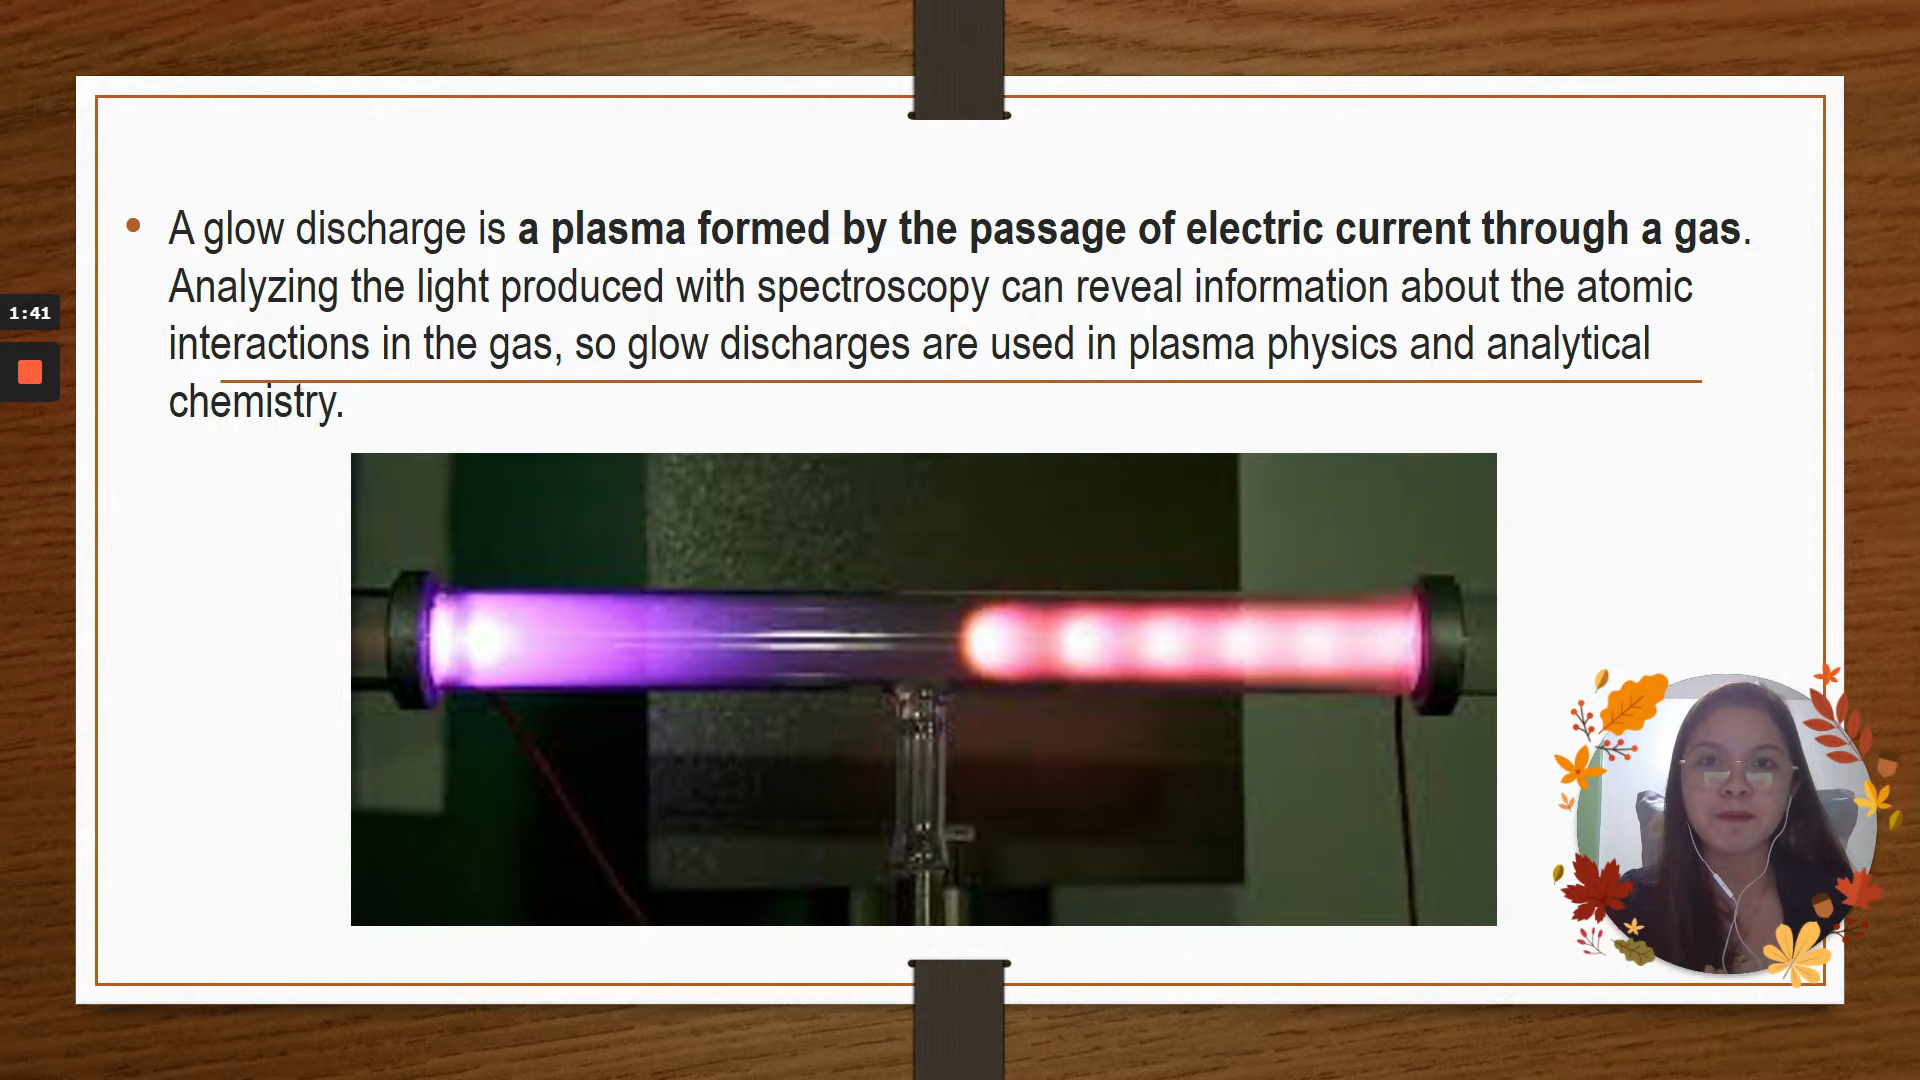 A glow discharge is a plasma formed by the passage of electric current through a gas.
Analyzing the light produced with spectroscopy can reveal information about the atomic
interactions in the gas, so glow discharges are used in plasma physics and analytical
chemistry.
1:41